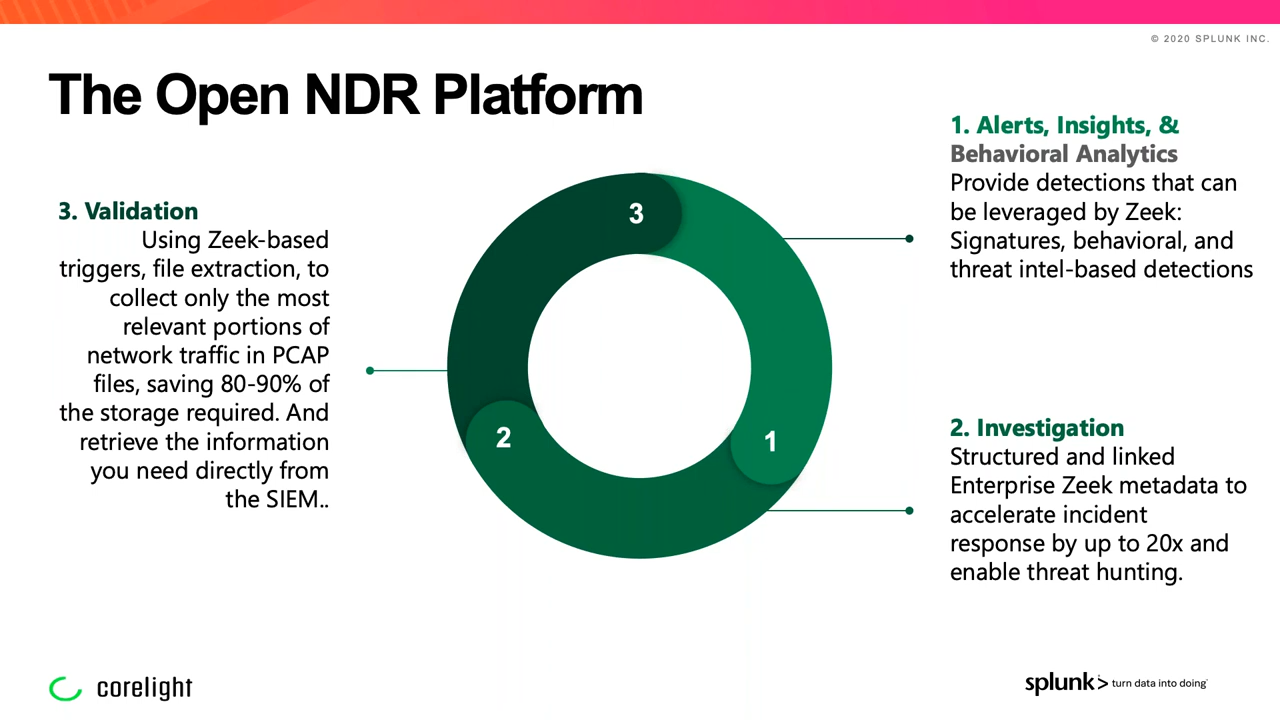 © 2020 SPLUNK INC.
The Open NDR Platform
1. Alerts, Insights, &
Behavioral Analytics
Provide detections that can
be leveraged by Zeek:
Signatures, behavioral, and
threat intel-based detections
3. Validation
Using Zeek-based
triggers, file extraction, to
collect only the most
relevant portions of
network traffic in PCAP
files, saving 80-90% of
the storage required. And
retrieve the information
you need directly from
the SIEM..
3
2
1
2. Investigation
Structured and linked
Enterprise Zeek metadata to
accelerate incident
response by up to 20x and
enable threat hunting.
corelight
splunk> turn data into doing